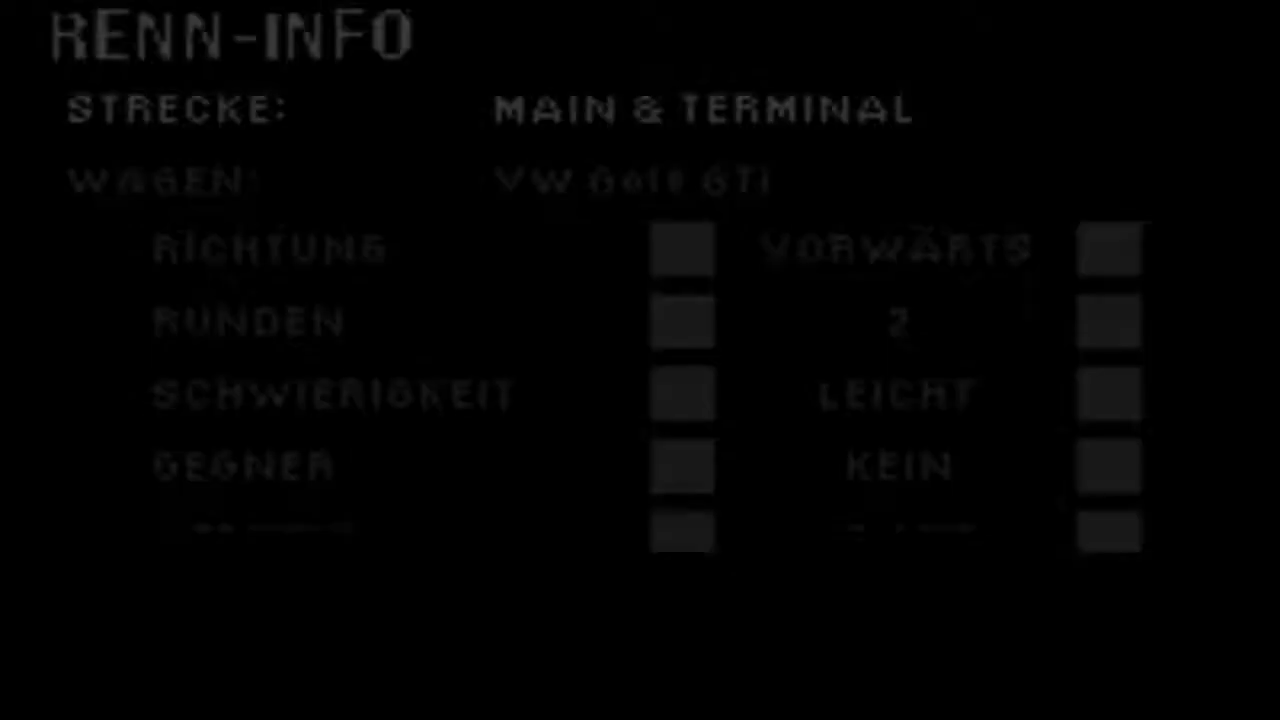 RENN-INFO
STRECKE: MAIN & TERMINAL
WAGEN: VW Golf GTI
RICHTUNG VORWÄRTS
RUNDEN 2
SCHWIERIGKEIT LEICHT
GEGNER KEIN